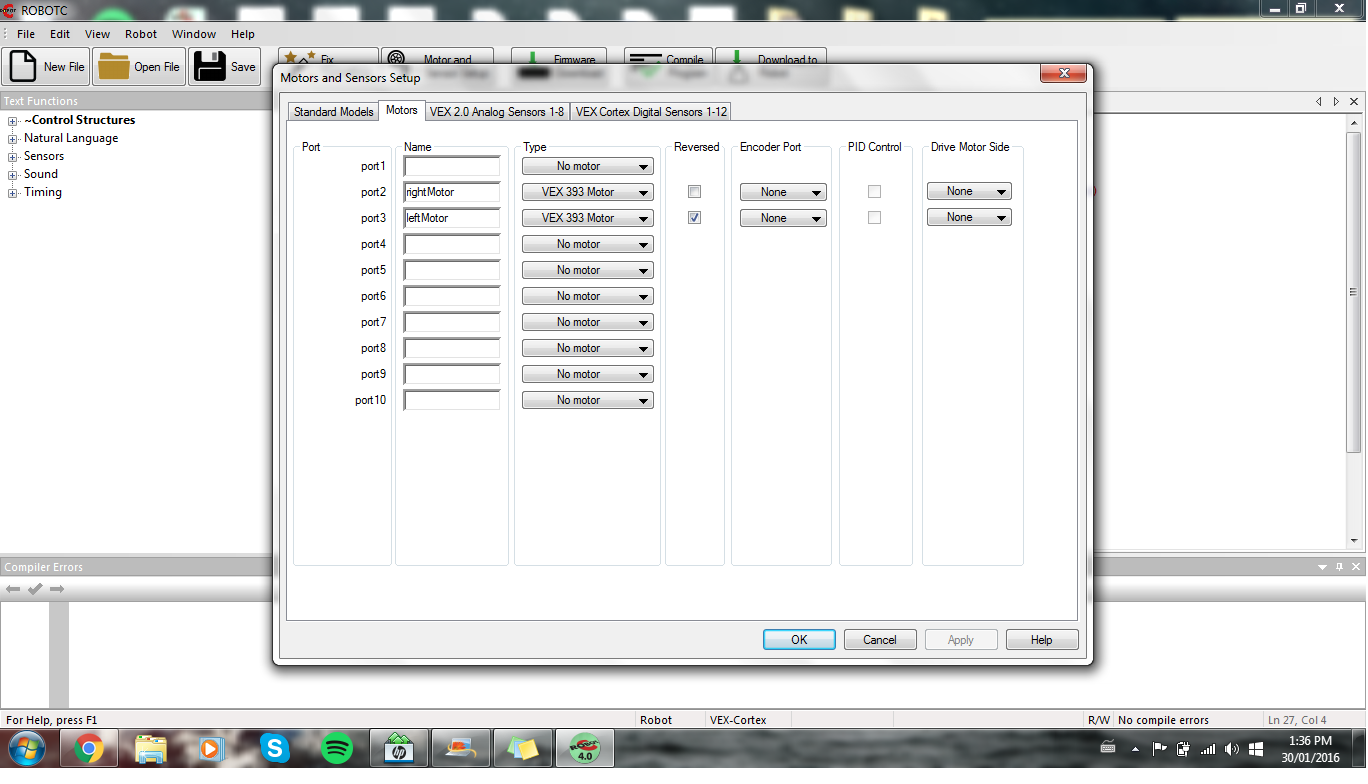 ROBOTC
File Edit View Robot Window Help
New File Open File Save Fix Motor and Firmware Compile Download to
Motors and Sensors Setup
Text Functions
~Control Structures
Natural Language
Sensors
Sound
Timing
Standard Models Motors VEX 2.0 Analog Sensors 1-8 VEX Cortex Digital Sensors 1-12
Port Name Type Reversed Encoder Port PID Control Drive Motor Side
port1 No motor
port2 rightMotor VEX 393 Motor None None
port3 leftMotor VEX 393 Motor None None
port4 No motor
port5 No motor
port6 No motor
port7 No motor
port8 No motor
port9 No motor
port10 No motor
OK Cancel Apply Help
Compiler Errors
For Help, press F1 Robot VEX-Cortex R/W No compile errors Ln 27, Col 4
hp 4.0
1:36 PM
30/01/2016